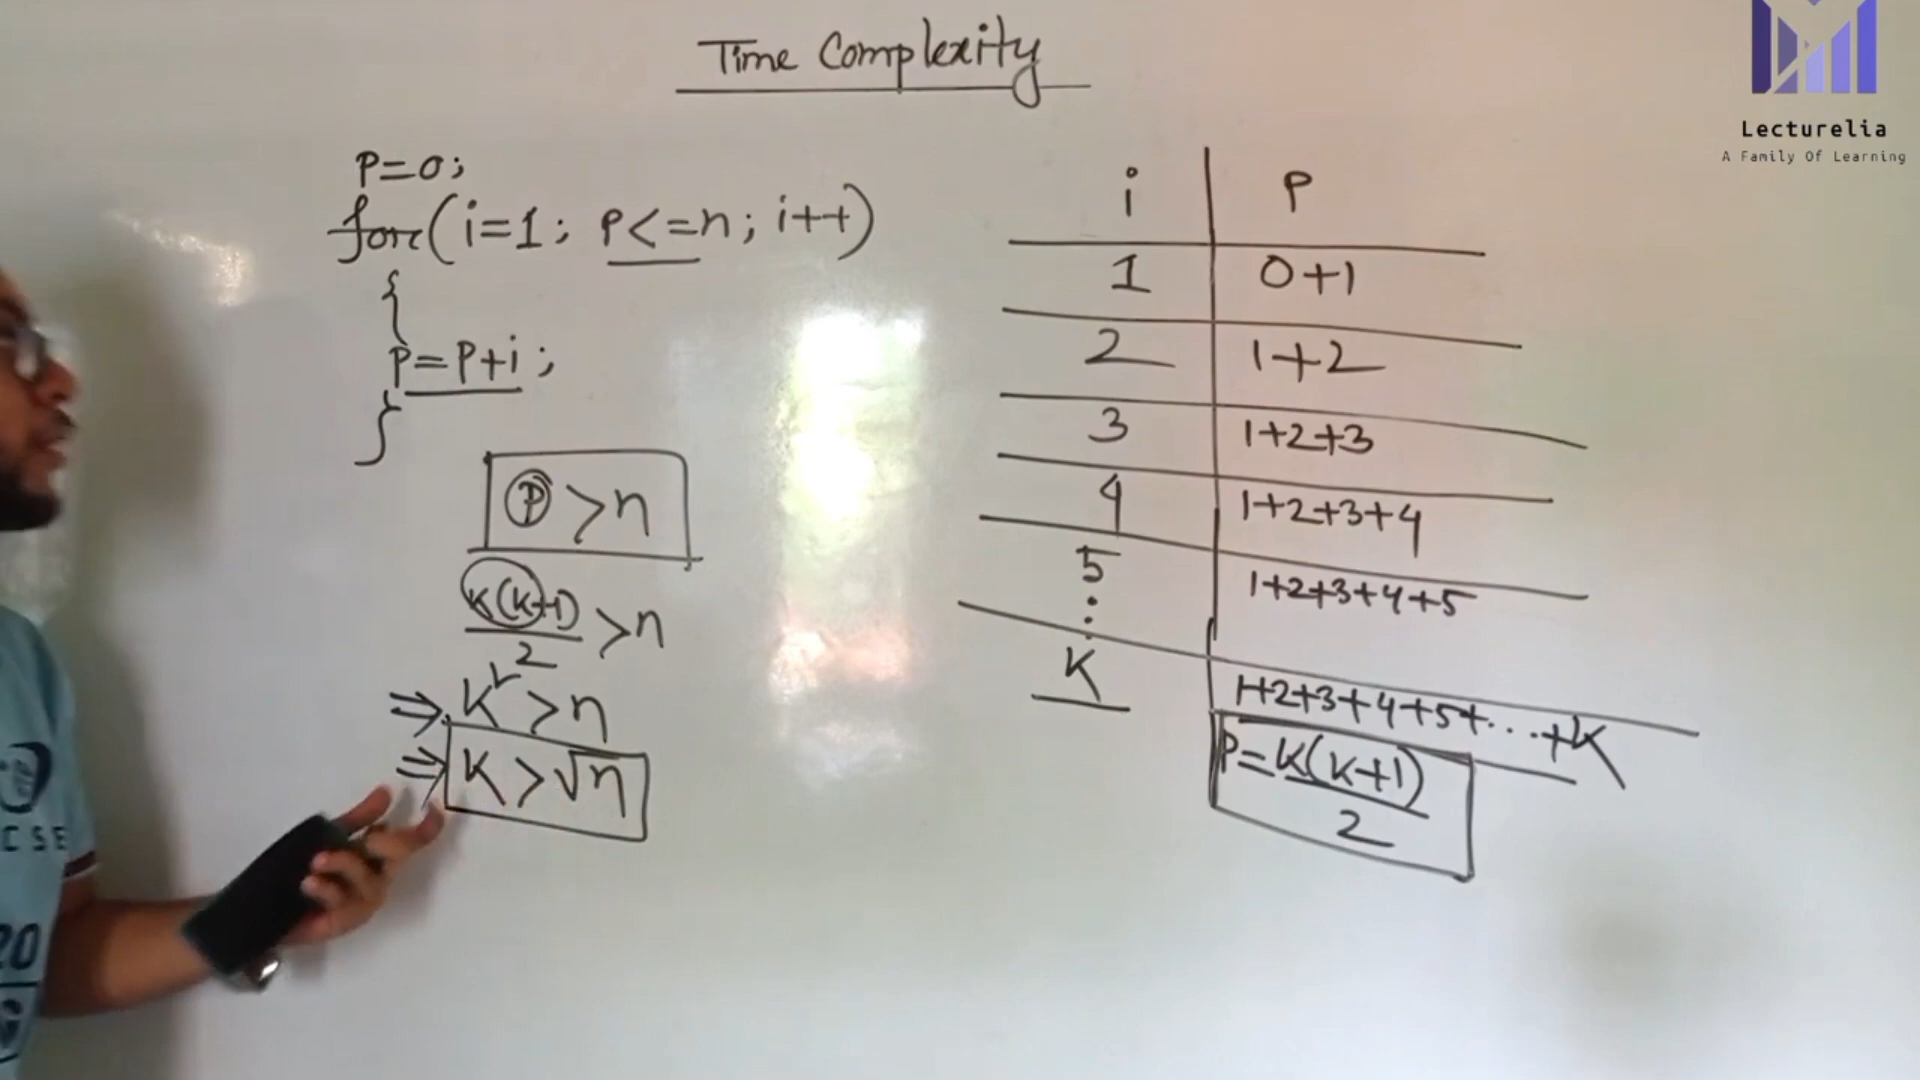 Time Complexity
Lecturelia
A Family Of Learning
P=0;
for(i=1; P<=n; i++)
{
P=P+i;
}
P>n
K(K+1)/2 >n
⇒ K² >n
⇒ K>√n
i P
1 0+1
2 1+2
3 1+2+3
4 1+2+3+4
5 1+2+3+4+5
⋮
K 1+2+3+4+5+...+K
P=K(K+1)/2
CSE
20